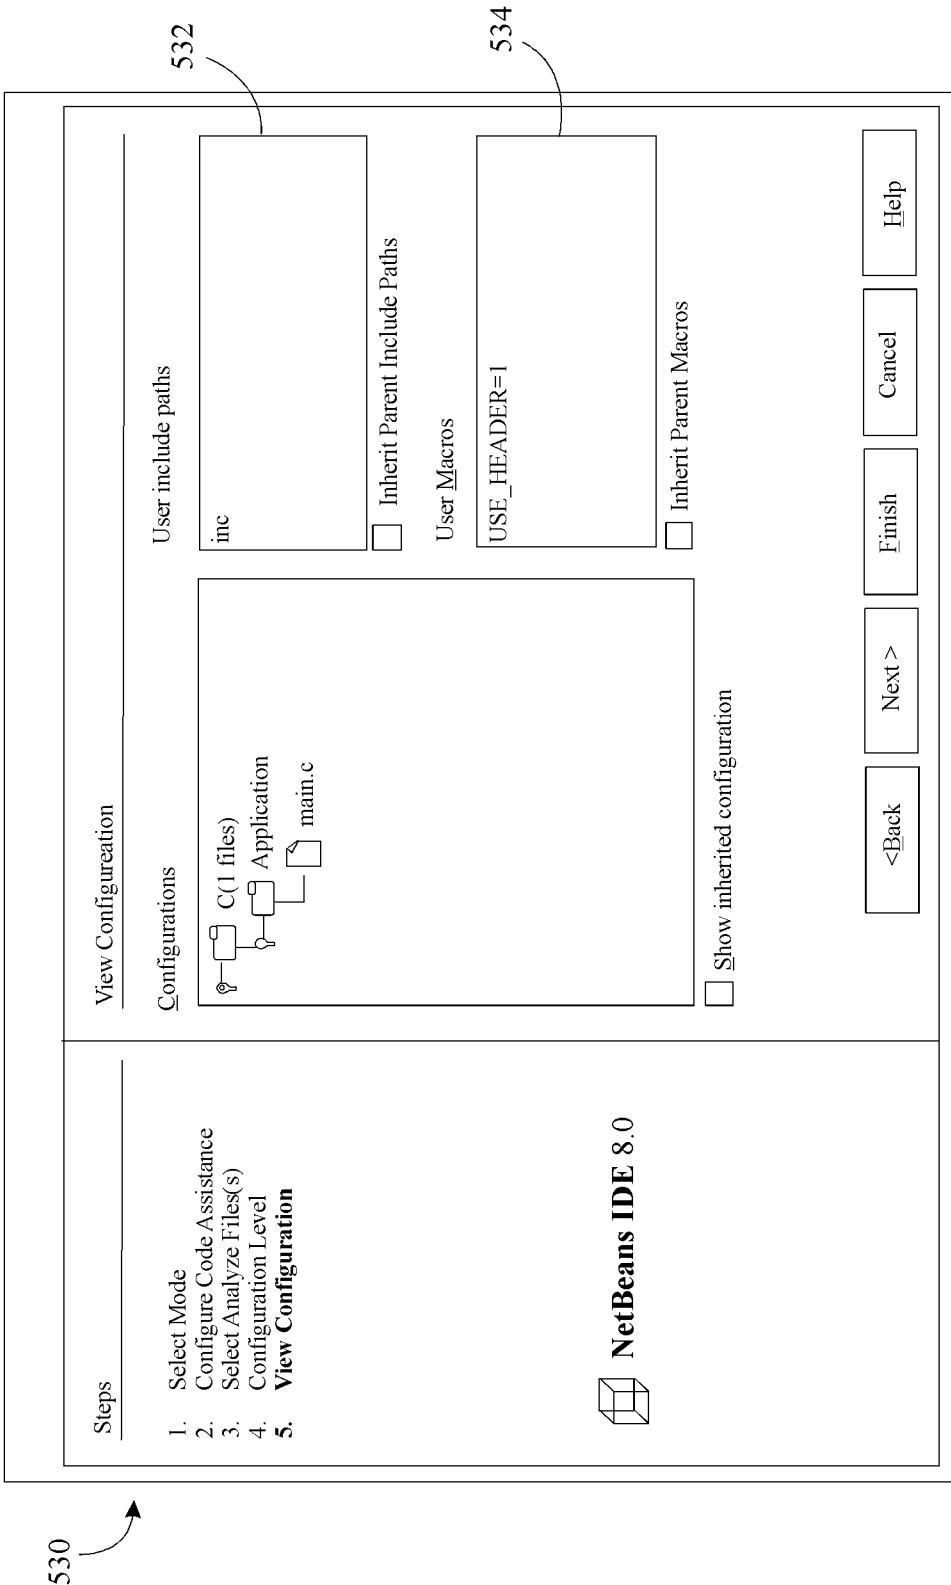 530
532
534
Steps
1. Select Mode
2. Configure Code Assistance
3. Select Analyze Files(s)
4. Configuration Level
5. View Configuration
NetBeans IDE 8.0
View Configureation
Configurations
C(1 files)
Application
main.c
Show inherited configuration
User include paths
inc
Inherit Parent Include Paths
User Macros
USE_HEADER=1
Inherit Parent Macros
<Back
Next >
Finish
Cancel
Help